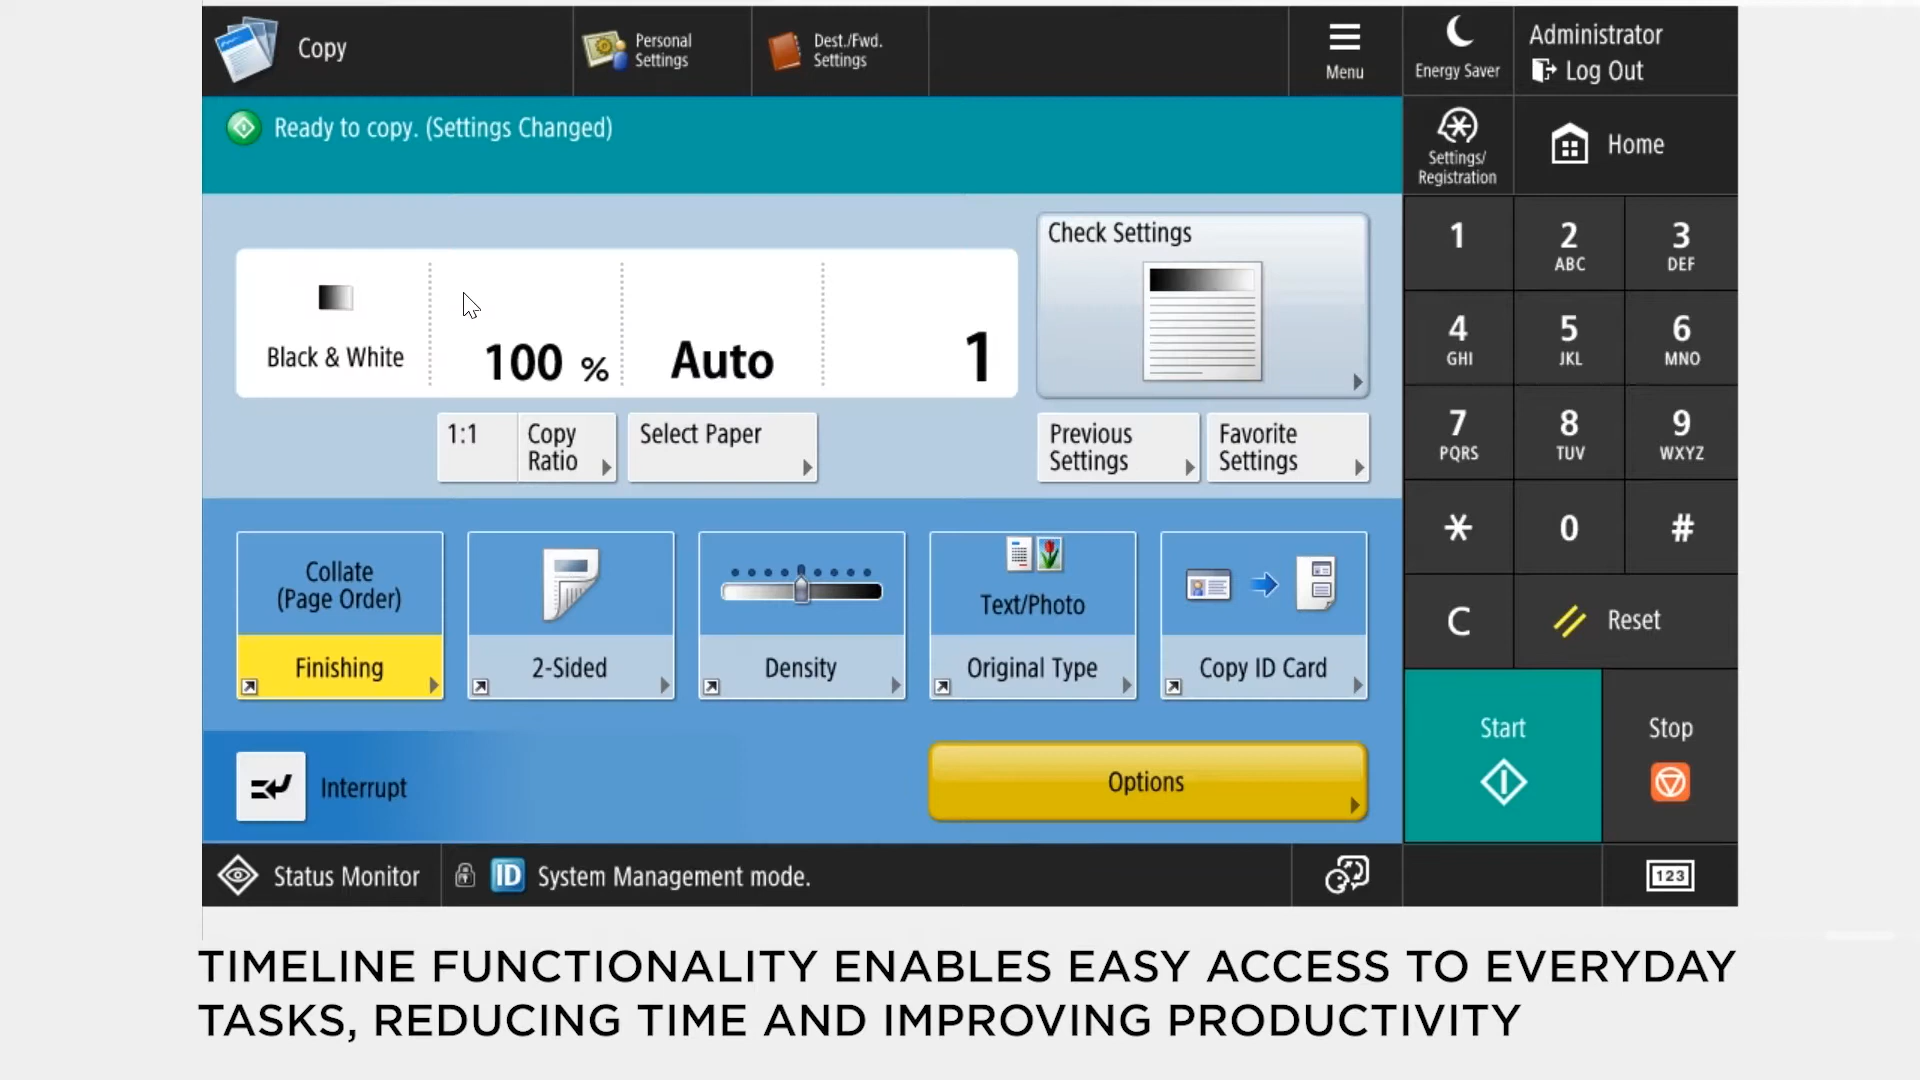 Copy
Personal
Settings
Dest./Fwd.
Settings
Menu
Energy Saver
Administrator
Log Out
Ready to copy. (Settings Changed)
Settings/
Registration
Home
Black & White
100 %
Auto
1
Check Settings
1:1
Copy
Ratio
Select Paper
Previous
Settings
Favorite
Settings
1
2
ABC
3
DEF
4
GHI
5
JKL
6
MNO
7
PQRS
8
TUV
9
WXYZ
*
0
#
C
Reset
Collate
(Page Order)
Finishing
2-Sided
Density
Text/Photo
Original Type
Copy ID Card
Interrupt
Options
Start
Stop
Status Monitor
ID System Management mode.
123
TIMELINE FUNCTIONALITY ENABLES EASY ACCESS TO EVERYDAY
TASKS, REDUCING TIME AND IMPROVING PRODUCTIVITY